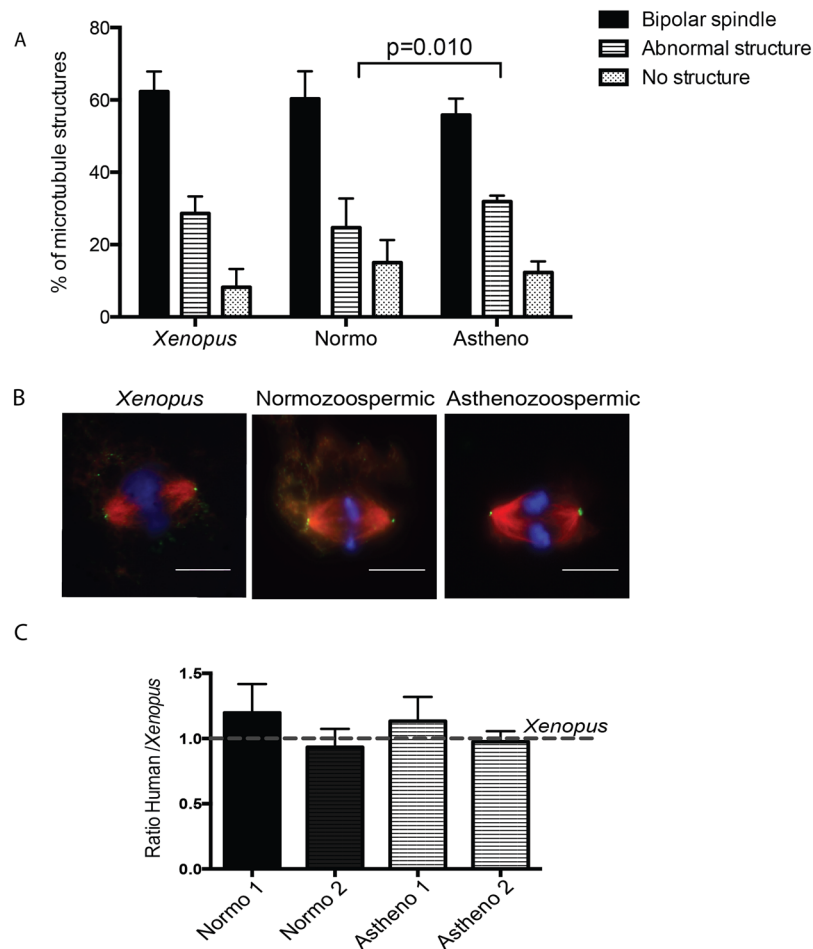 A
% of microtubule structures
80
60
40
20
0
p=0.010
Bipolar spindle
Abnormal structure
No structure
Xenopus Normo Astheno
B
Xenopus Normozoospermic Asthenozoospermic
C
Ratio Human /Xenopus
1.5
1.0
0.5
0.0
Xenopus
Normo 1
Normo 2
Astheno 1
Astheno 2